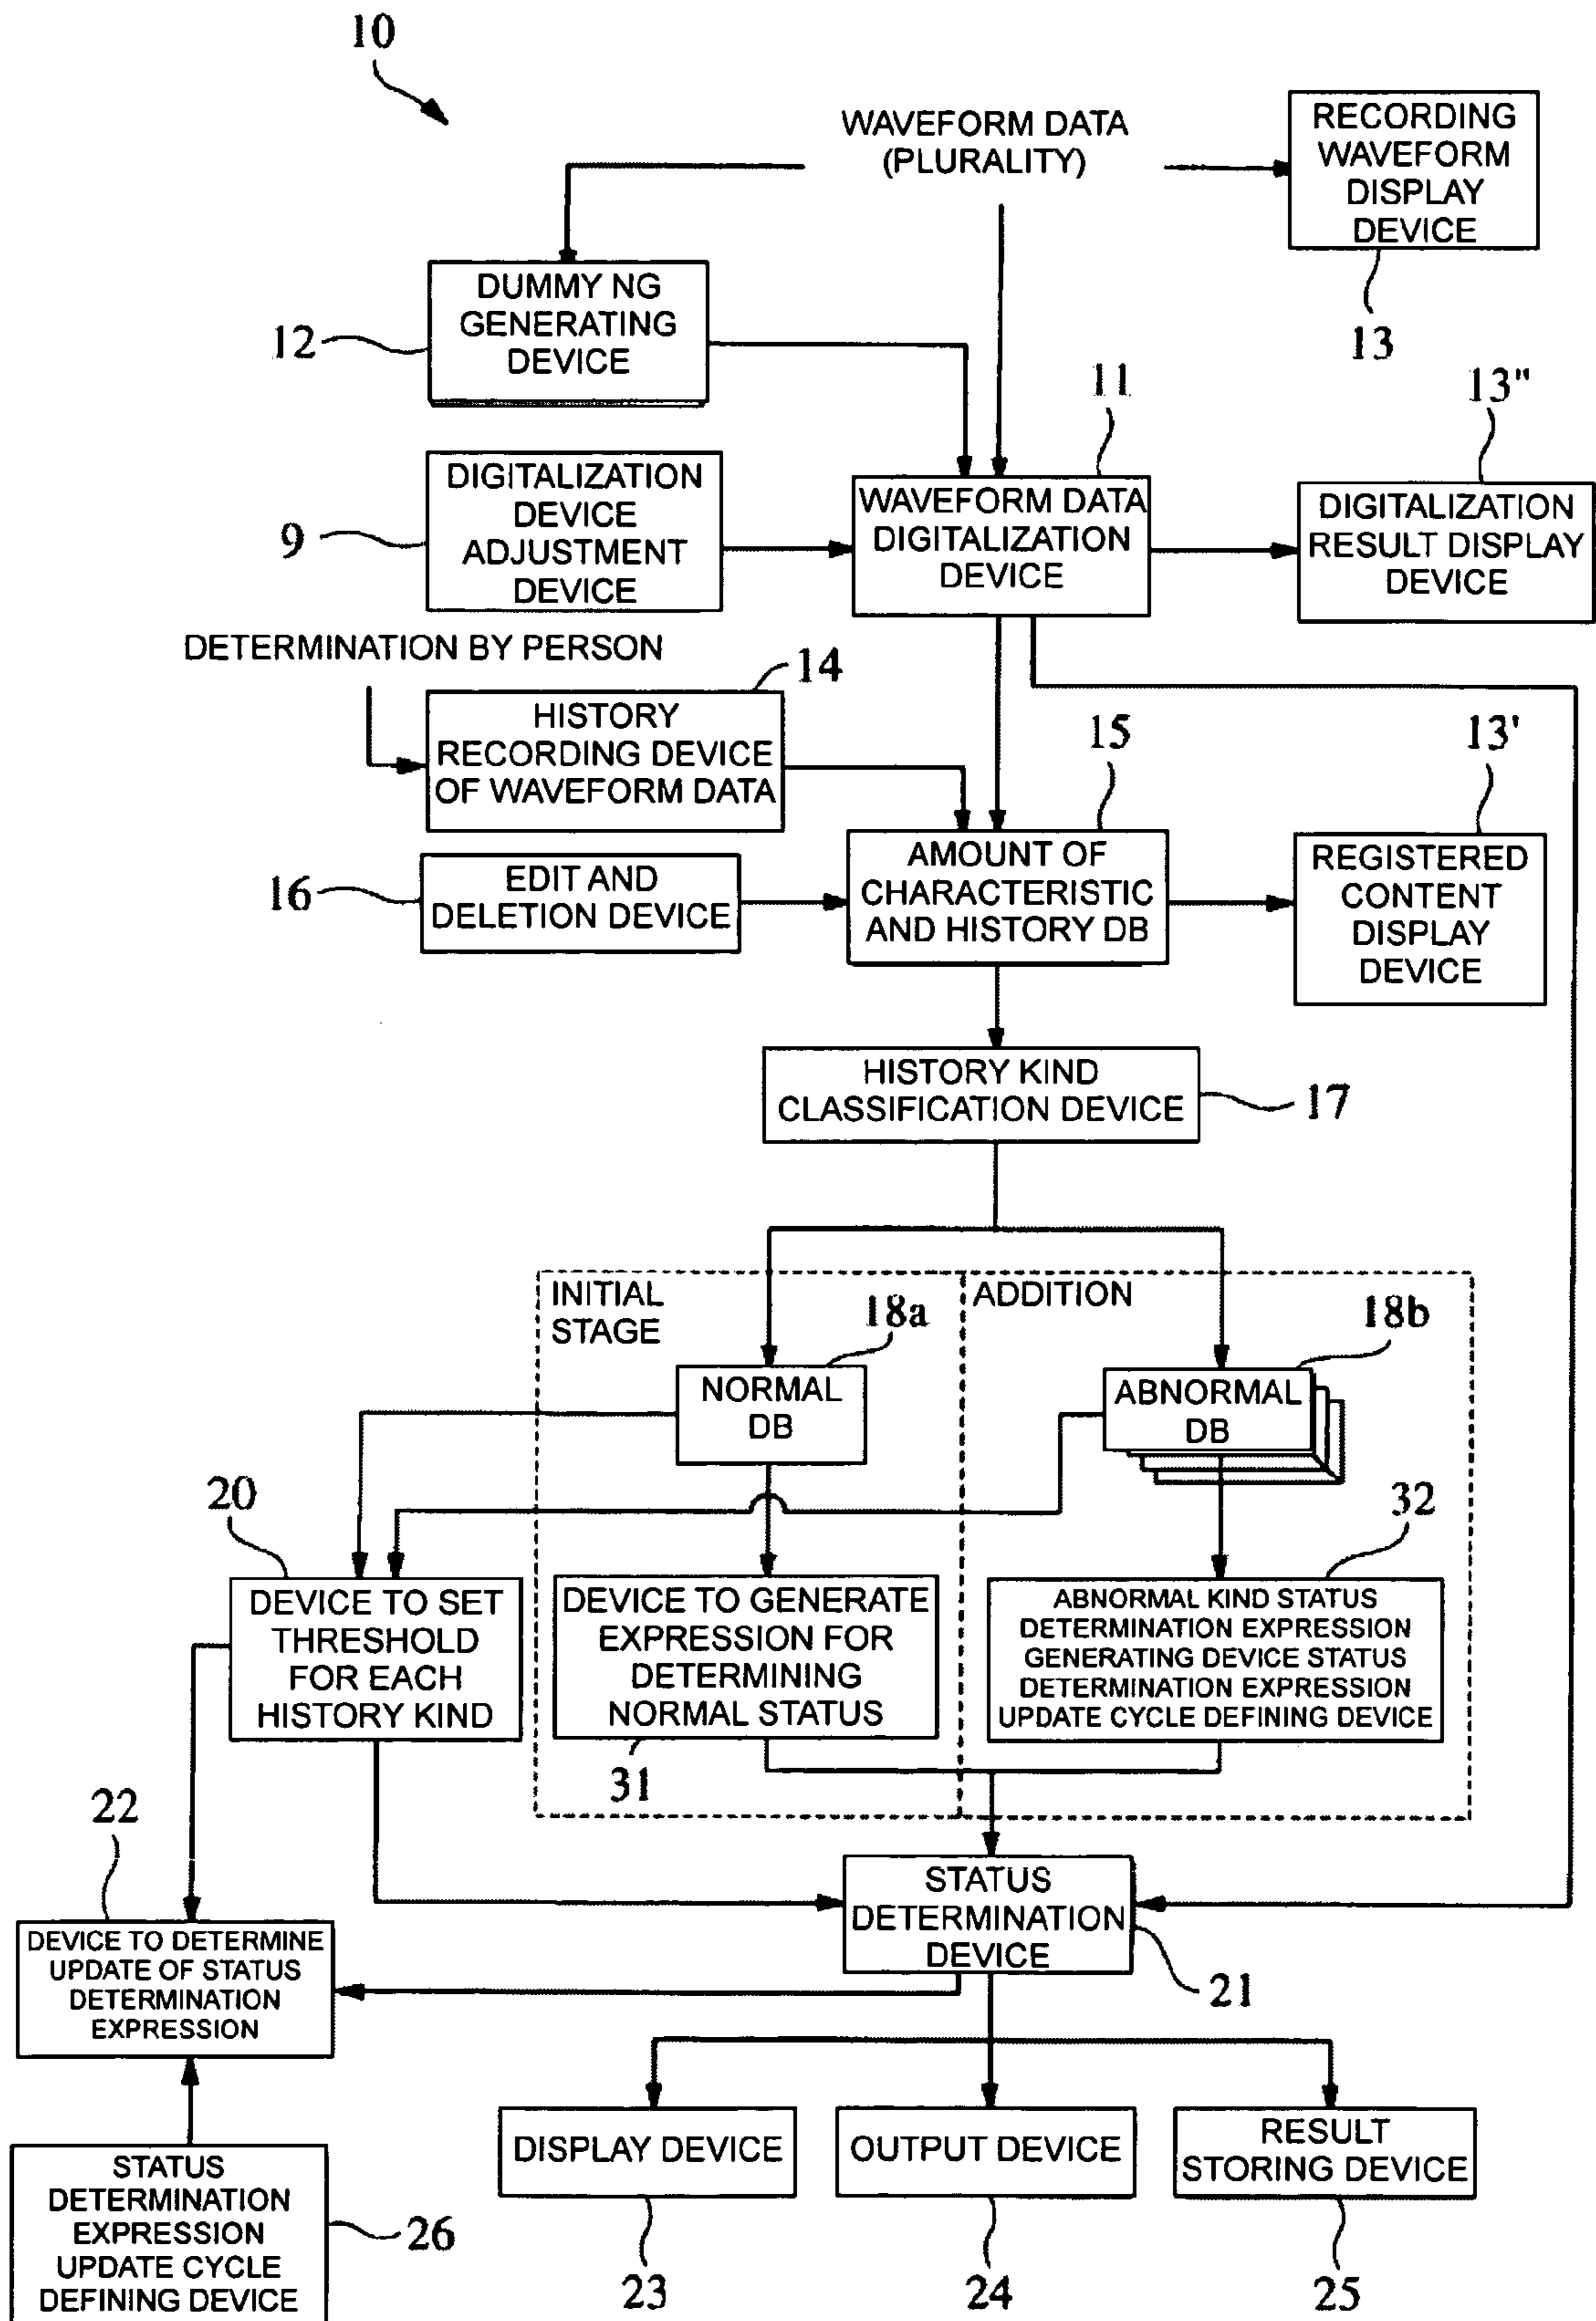 10
WAVEFORM DATA
(PLURALITY)
RECORDING
WAVEFORM
DISPLAY
DEVICE
13
DUMMY NG
GENERATING
DEVICE
12
11
13"
DIGITALIZATION
DEVICE
ADJUSTMENT
DEVICE
9
WAVEFORM DATA
DIGITALIZATION
DEVICE
DIGITALIZATION
RESULT DISPLAY
DEVICE
DETERMINATION BY PERSON
14
HISTORY
RECORDING DEVICE
OF WAVEFORM DATA
15
13'
16
EDIT AND
DELETION DEVICE
AMOUNT OF
CHARACTERISTIC
AND HISTORY DB
REGISTERED
CONTENT
DISPLAY
DEVICE
HISTORY KIND
CLASSIFICATION DEVICE
17
INITIAL
STAGE
ADDITION
18a
18b
NORMAL
DB
ABNORMAL
DB
20
32
DEVICE TO SET
THRESHOLD
FOR EACH
HISTORY KIND
DEVICE TO GENERATE
EXPRESSION FOR
DETERMINING
NORMAL STATUS
31
ABNORMAL KIND STATUS
DETERMINATION EXPRESSION
GENERATING DEVICE STATUS
DETERMINATION EXPRESSION
UPDATE CYCLE DEFINING DEVICE
22
STATUS
DETERMINATION
DEVICE
21
DEVICE TO DETERMINE
UPDATE OF STATUS
DETERMINATION
EXPRESSION
DISPLAY DEVICE
OUTPUT DEVICE
RESULT
STORING DEVICE
STATUS
DETERMINATION
EXPRESSION
UPDATE CYCLE
DEFINING DEVICE
26
23
24
25